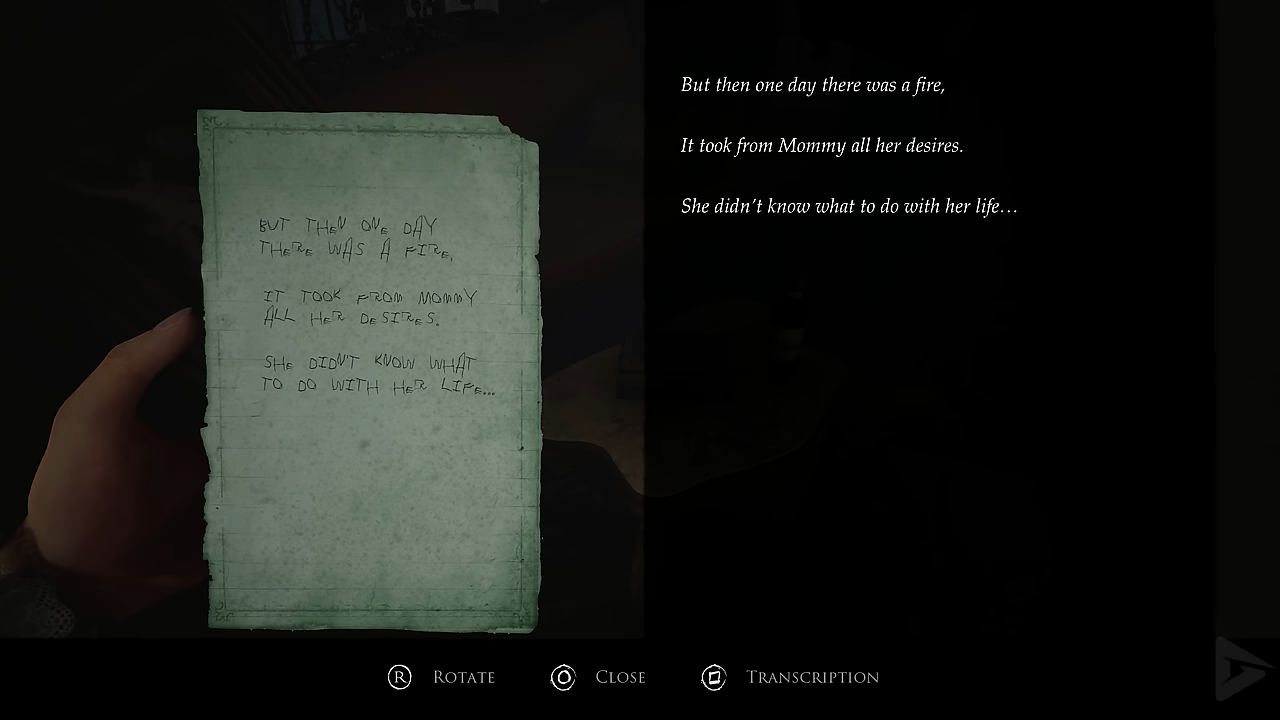 BUT THEN ONE DAY
THERE WAS A FIRE,
IT TOOK FROM MOMMY
ALL HER DESIRES.
SHE DIDN'T KNOW WHAT
TO DO WITH HER LIFE...
But then one day there was a fire,
It took from Mommy all her desires.
She didn't know what to do with her life…
R ROTATE CLOSE TRANSCRIPTION